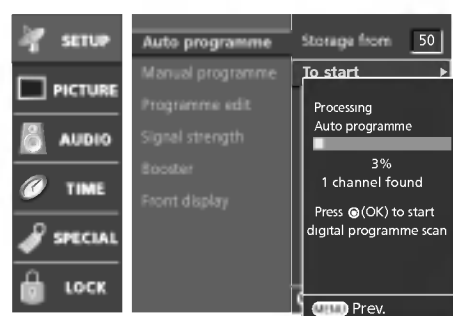 SETUP
PICTURE
AUDIO
TIME
SPECIAL
LOCK
Auto programme
Manual programme
Programme edit
Signal strength
Booster
Front display
Storage from 50
To start
Processing
Auto programme
3%
1 channel found
Press (OK) to start
digital programme scan
MENU Prev.